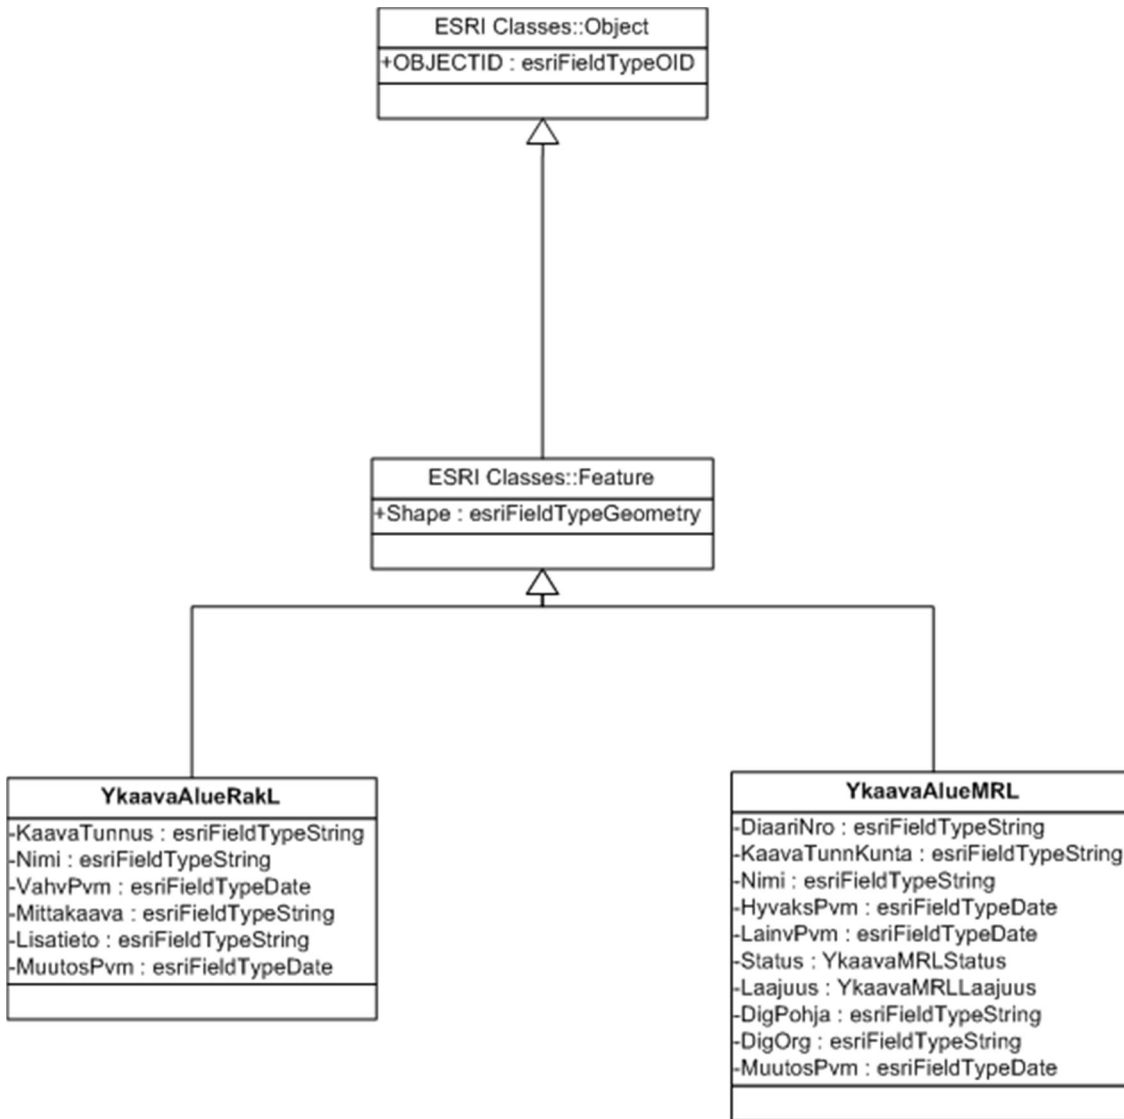 ESRI Classes::Object
+OBJECTID : esriFieldTypeOID
ESRI Classes::Feature
+Shape : esriFieldTypeGeometry
YkaavaAlueRakL
-KaavaTunnus : esriFieldTypeString
-Nimi : esriFieldTypeString
-VahvPvm : esriFieldTypeDate
-Mittakaava : esriFieldTypeString
-Lisatieto : esriFieldTypeString
-MuutosPvm : esriFieldTypeDate
YkaavaAlueMRL
-DiaariNro : esriFieldTypeString
-KaavaTunnKunta : esriFieldTypeString
-Nimi : esriFieldTypeString
-HyvaksPvm : esriFieldTypeDate
-LainvPvm : esriFieldTypeDate
-Status : YkaavaMRLStatus
-Laajuus : YkaavaMRLLaajuus
-DigPohja : esriFieldTypeString
-DigOrg : esriFieldTypeString
-MuutosPvm : esriFieldTypeDate